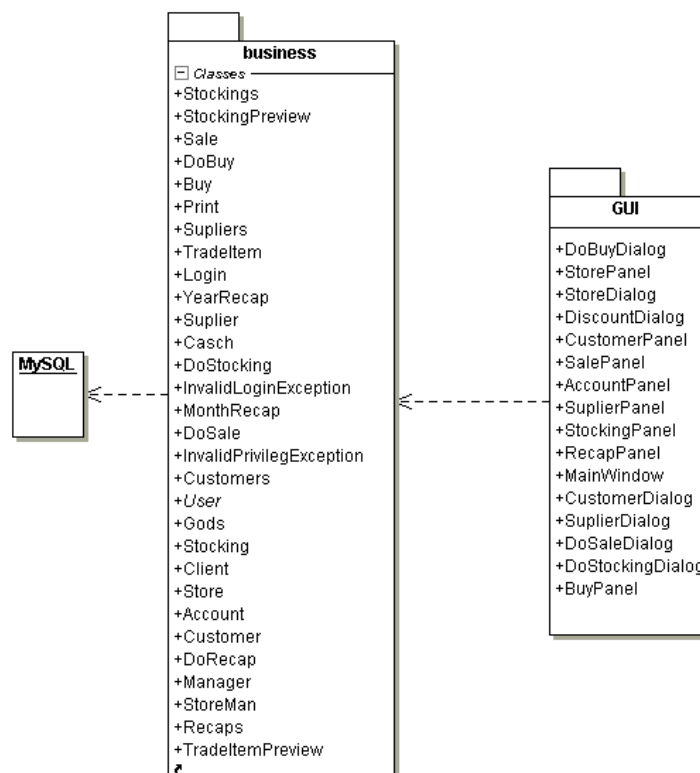 business
Classes
+Stockings
+StockingPreview
+Sale
+DoBuy
+Buy
+Print
+Supliers
+TradeItem
+Login
+YearRecap
+Suplier
+Casch
+DoStocking
+InvalidLoginException
+MonthRecap
+DoSale
+InvalidPrivilegException
+Customers
+User
+Gods
+Stocking
+Client
+Store
+Account
+Customer
+DoRecap
+Manager
+StoreMan
+Recaps
+TradeItemPreview
MySQL
GUI
+DoBuyDialog
+StorePanel
+StoreDialog
+DiscountDialog
+CustomerPanel
+SalePanel
+AccountPanel
+SuplierPanel
+StockingPanel
+RecapPanel
+MainWindow
+CustomerDialog
+SuplierDialog
+DoSaleDialog
+DoStockingDialog
+BuyPanel